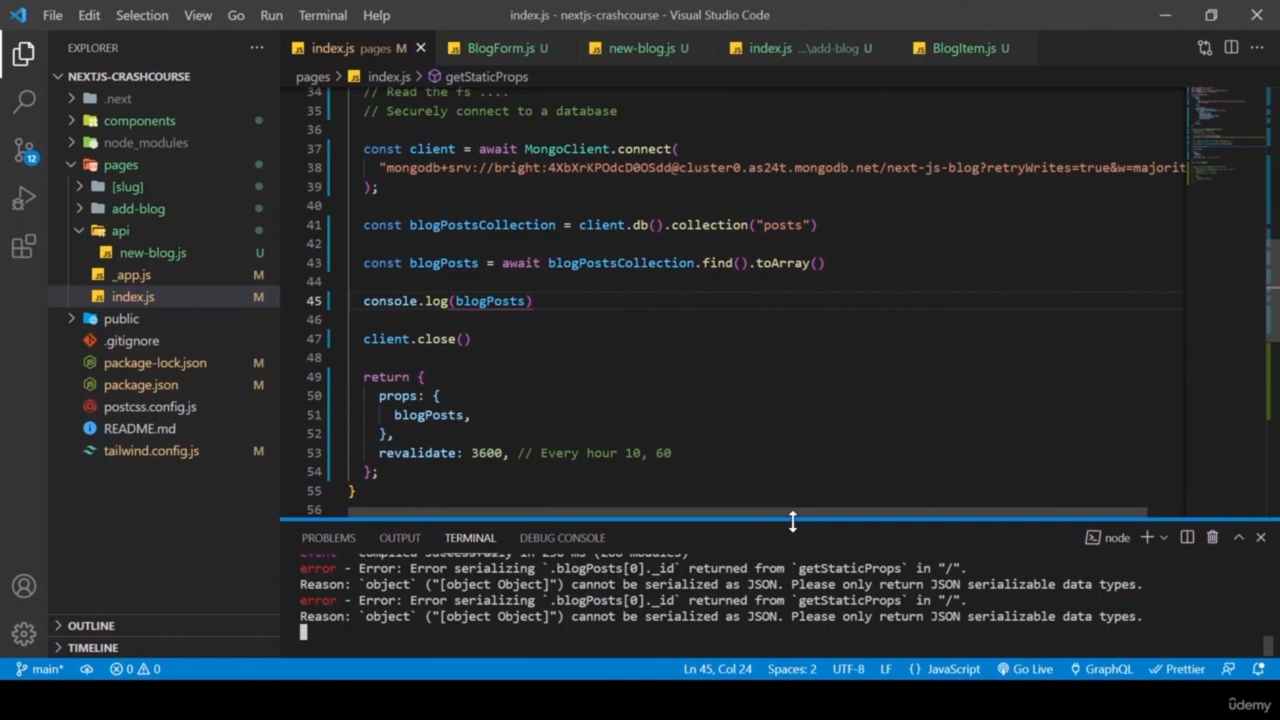 File Edit Selection View Go Run Terminal Help index.js - nextjs-crashcourse - Visual Studio Code
EXPLORER
NEXTJS-CRASHCOURSE
.next
components
node_modules
pages
[slug]
add-blog
api
new-blog.js U
_app.js M
index.js M
public
.gitignore
package-lock.json M
package.json M
postcss.config.js
README.md
tailwind.config.js M
OUTLINE
TIMELINE
12
index.js pages M
BlogForm.js U
new-blog.js U
index.js ...\add-blog U
BlogItem.js U
pages > index.js > getStaticProps
34 // Read the fs ....
35 // Securely connect to a database
36
37 const client = await MongoClient.connect(
38 "mongodb+srv://bright:4XbXrKPOdcD0OSdd@cluster0.as24t.mongodb.net/next-js-blog?retryWrites=true&w=majorit
39 );
40
41 const blogPostsCollection = client.db().collection("posts")
42
43 const blogPosts = await blogPostsCollection.find().toArray()
44
45 console.log(blogPosts)
46
47 client.close()
48
49 return {
50 props: {
51 blogPosts,
52 },
53 revalidate: 3600, // Every hour 10, 60
54 };
55 }
56
PROBLEMS OUTPUT TERMINAL DEBUG CONSOLE node
error - Error: Error serializing `.blogPosts[0]._id` returned from `getStaticProps` in "/".
Reason: `object` ("[object Object]") cannot be serialized as JSON. Please only return JSON serializable data types.
error - Error: Error serializing `.blogPosts[0]._id` returned from `getStaticProps` in "/".
Reason: `object` ("[object Object]") cannot be serialized as JSON. Please only return JSON serializable data types.
main* 0 0 Ln 45, Col 24 Spaces: 2 UTF-8 LF {} JavaScript Go Live GraphQL Prettier
ûdemy